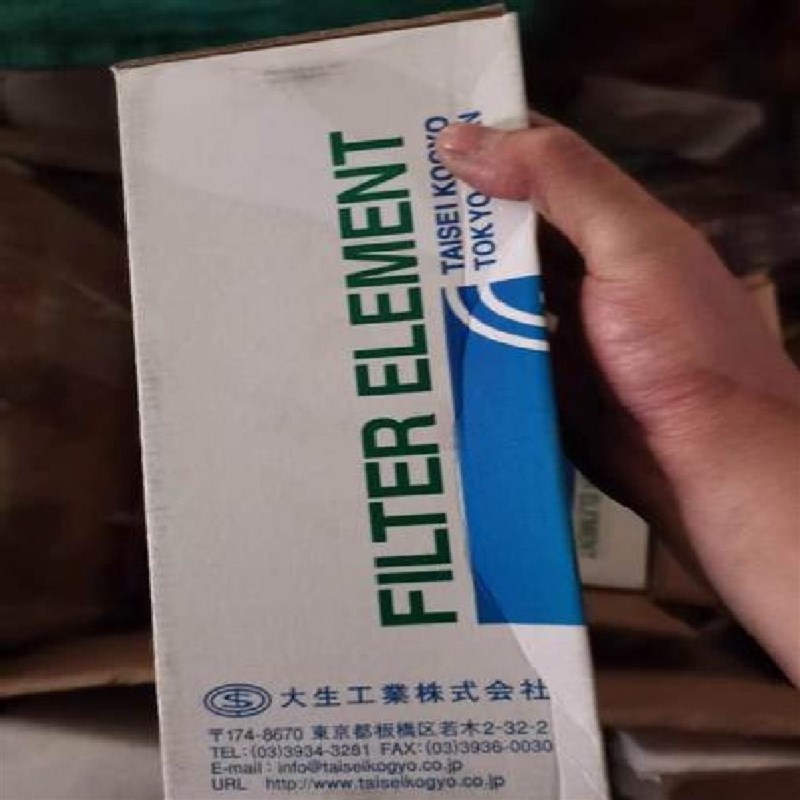 FILTER ELEMENT
TAISEI KOGYO
TOKYO
大生工業株式会社
〒174-8670 東京都板橋区若木2-32-2
TEL:(03)3934-3281 FAX:(03)3936-0030
E-mail : info@taiseikogyo.co.jp
URL http://www.taiseikogyo.co.jp